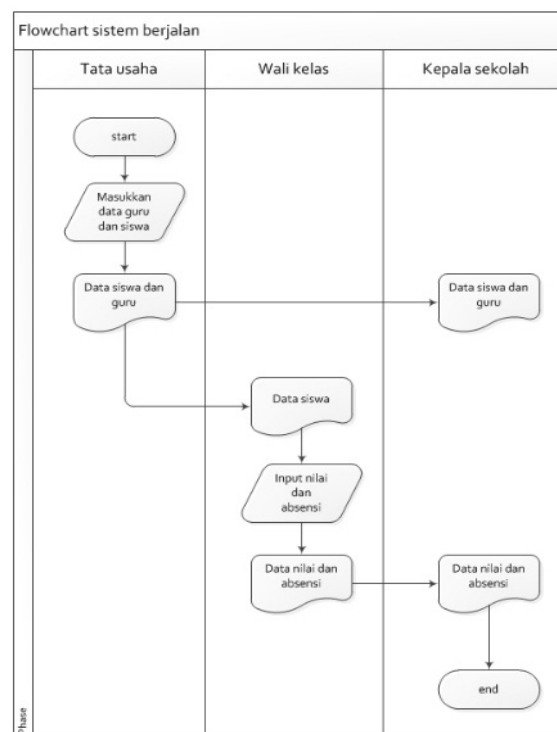 Flowchart sistem berjalan
Tata usaha
Wali kelas
Kepala sekolah
start
Masukkan
data guru
dan siswa
Data siswa dan
guru
Data siswa dan
guru
Data siswa
Input nilai
dan
absensi
Data nilai dan
absensi
Data nilai dan
absensi
end
Phase